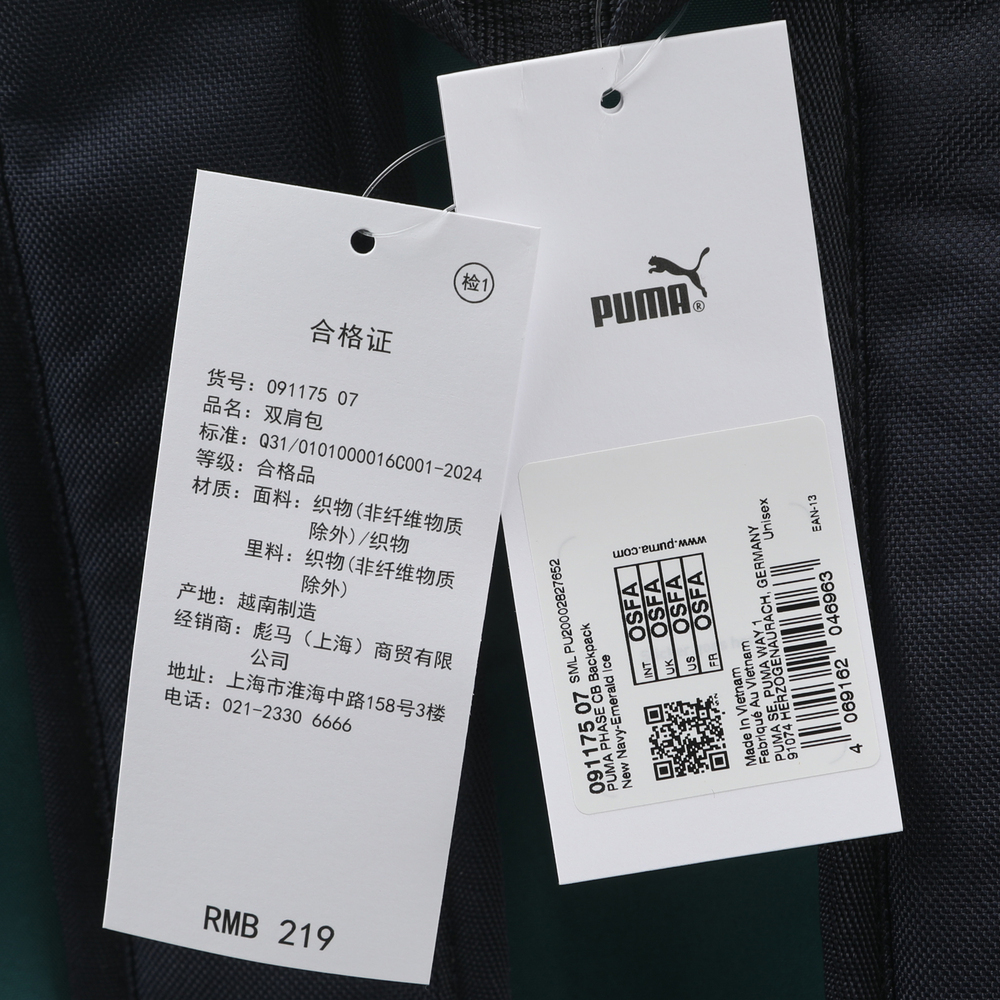 检1
合格证
货号：091175 07
品名：双肩包
标准：Q31/0101000016C001-2024
等级：合格品
材质：面料：织物(非纤维物质
除外)/织物
里料：织物(非纤维物质
除外)
产地：越南制造
经销商：彪马（上海）商贸有限
公司
地址：上海市淮海中路158号3楼
电话：021-2330 6666
RMB 219
PUMA®
091175 07 SML PU20002827652
PUMA PHASE CB Backpack
New Navy-Emerald Ice
INT OSFA
UK OSFA
US OSFA
FR OSFA
www.puma.com
Made in Vietnam
Fabriqué Au Vietnam
PUMA SE, PUMA WAY 1
91074 HERZOGENAURACH, GERMANY
Unisex
EAN-13
4 069162 046963